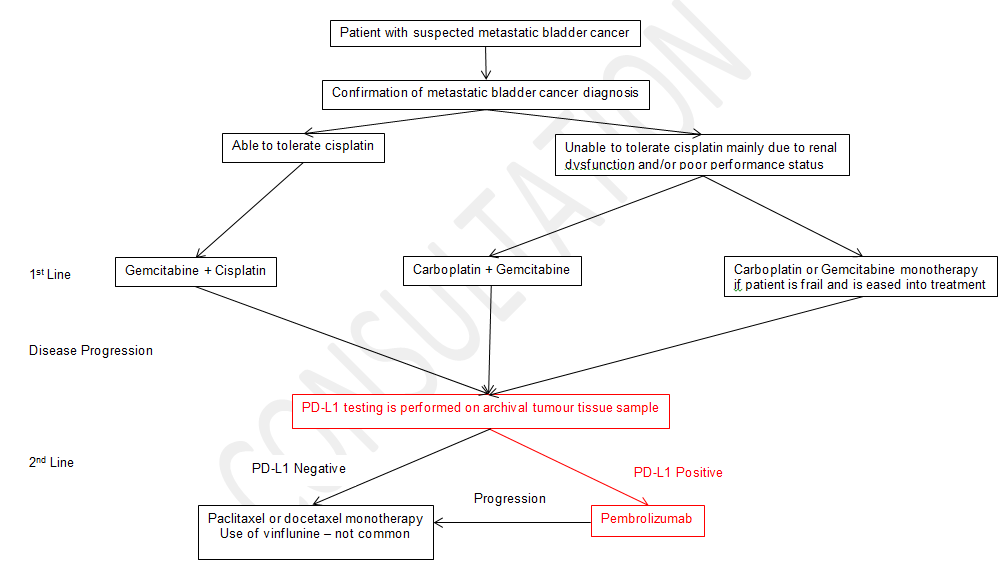 Patient with suspected metastatic bladder cancer
Confirmation of metastatic bladder cancer diagnosis
Able to tolerate cisplatin
Unable to tolerate cisplatin mainly due to renal
dysfunction and/or poor performance status
1st Line
Gemcitabine + Cisplatin
Carboplatin + Gemcitabine
Carboplatin or Gemcitabine monotherapy
if patient is frail and is eased into treatment
Disease Progression
PD-L1 testing is performed on archival tumour tissue sample
2nd Line
PD-L1 Negative
PD-L1 Positive
Progression
Paclitaxel or docetaxel monotherapy
Use of vinflunine – not common
Pembrolizumab
CONSULTATION